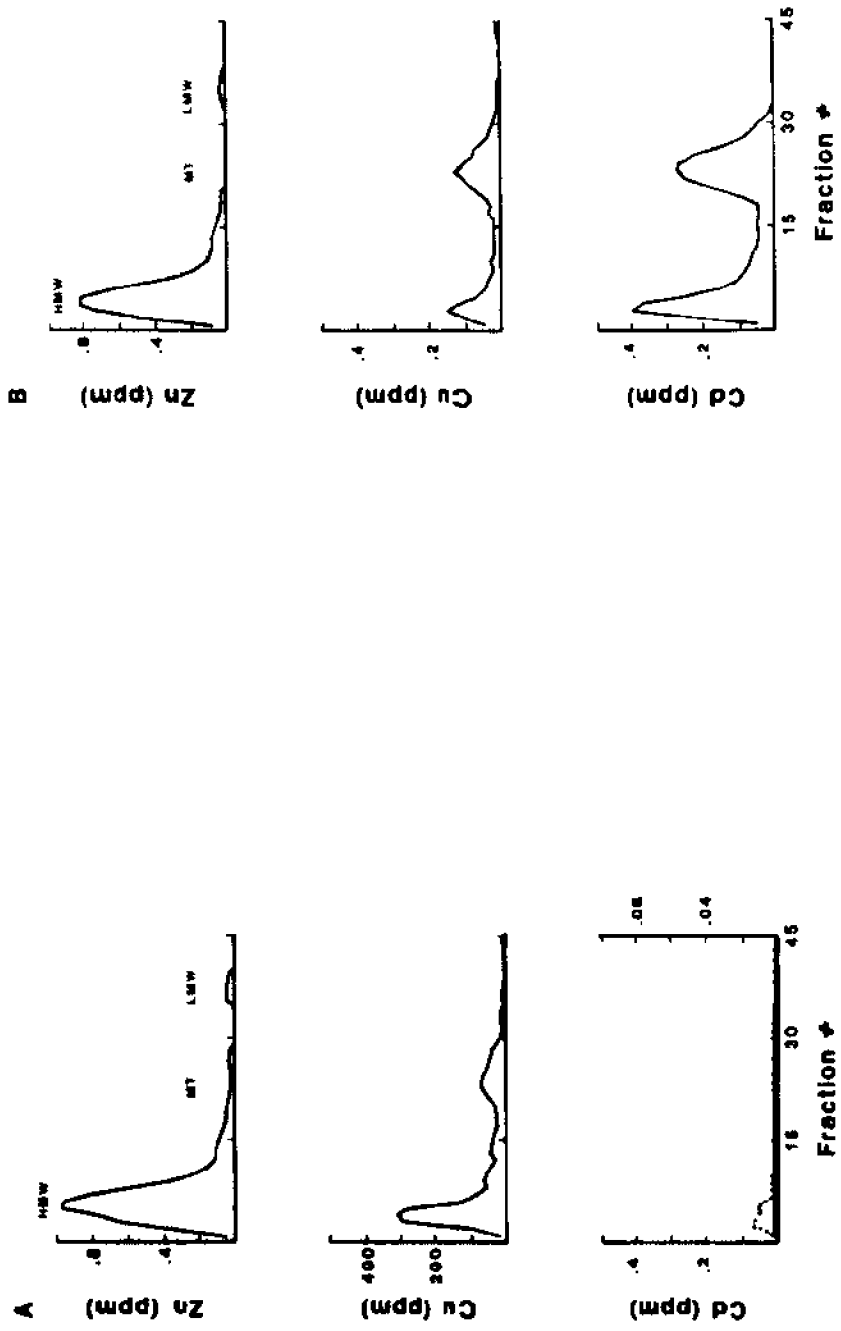 A
HMW
MT
LMW
.8
.4
Zn (ppm)
400
200
Cu (ppm)
.4
.2
Cd (ppm)
.08
.04
15
30
45
Fraction #
B
HMW
MT
LMW
.8
.4
Zn (ppm)
.4
.2
Cu (ppm)
.4
.2
Cd (ppm)
15
30
45
Fraction #